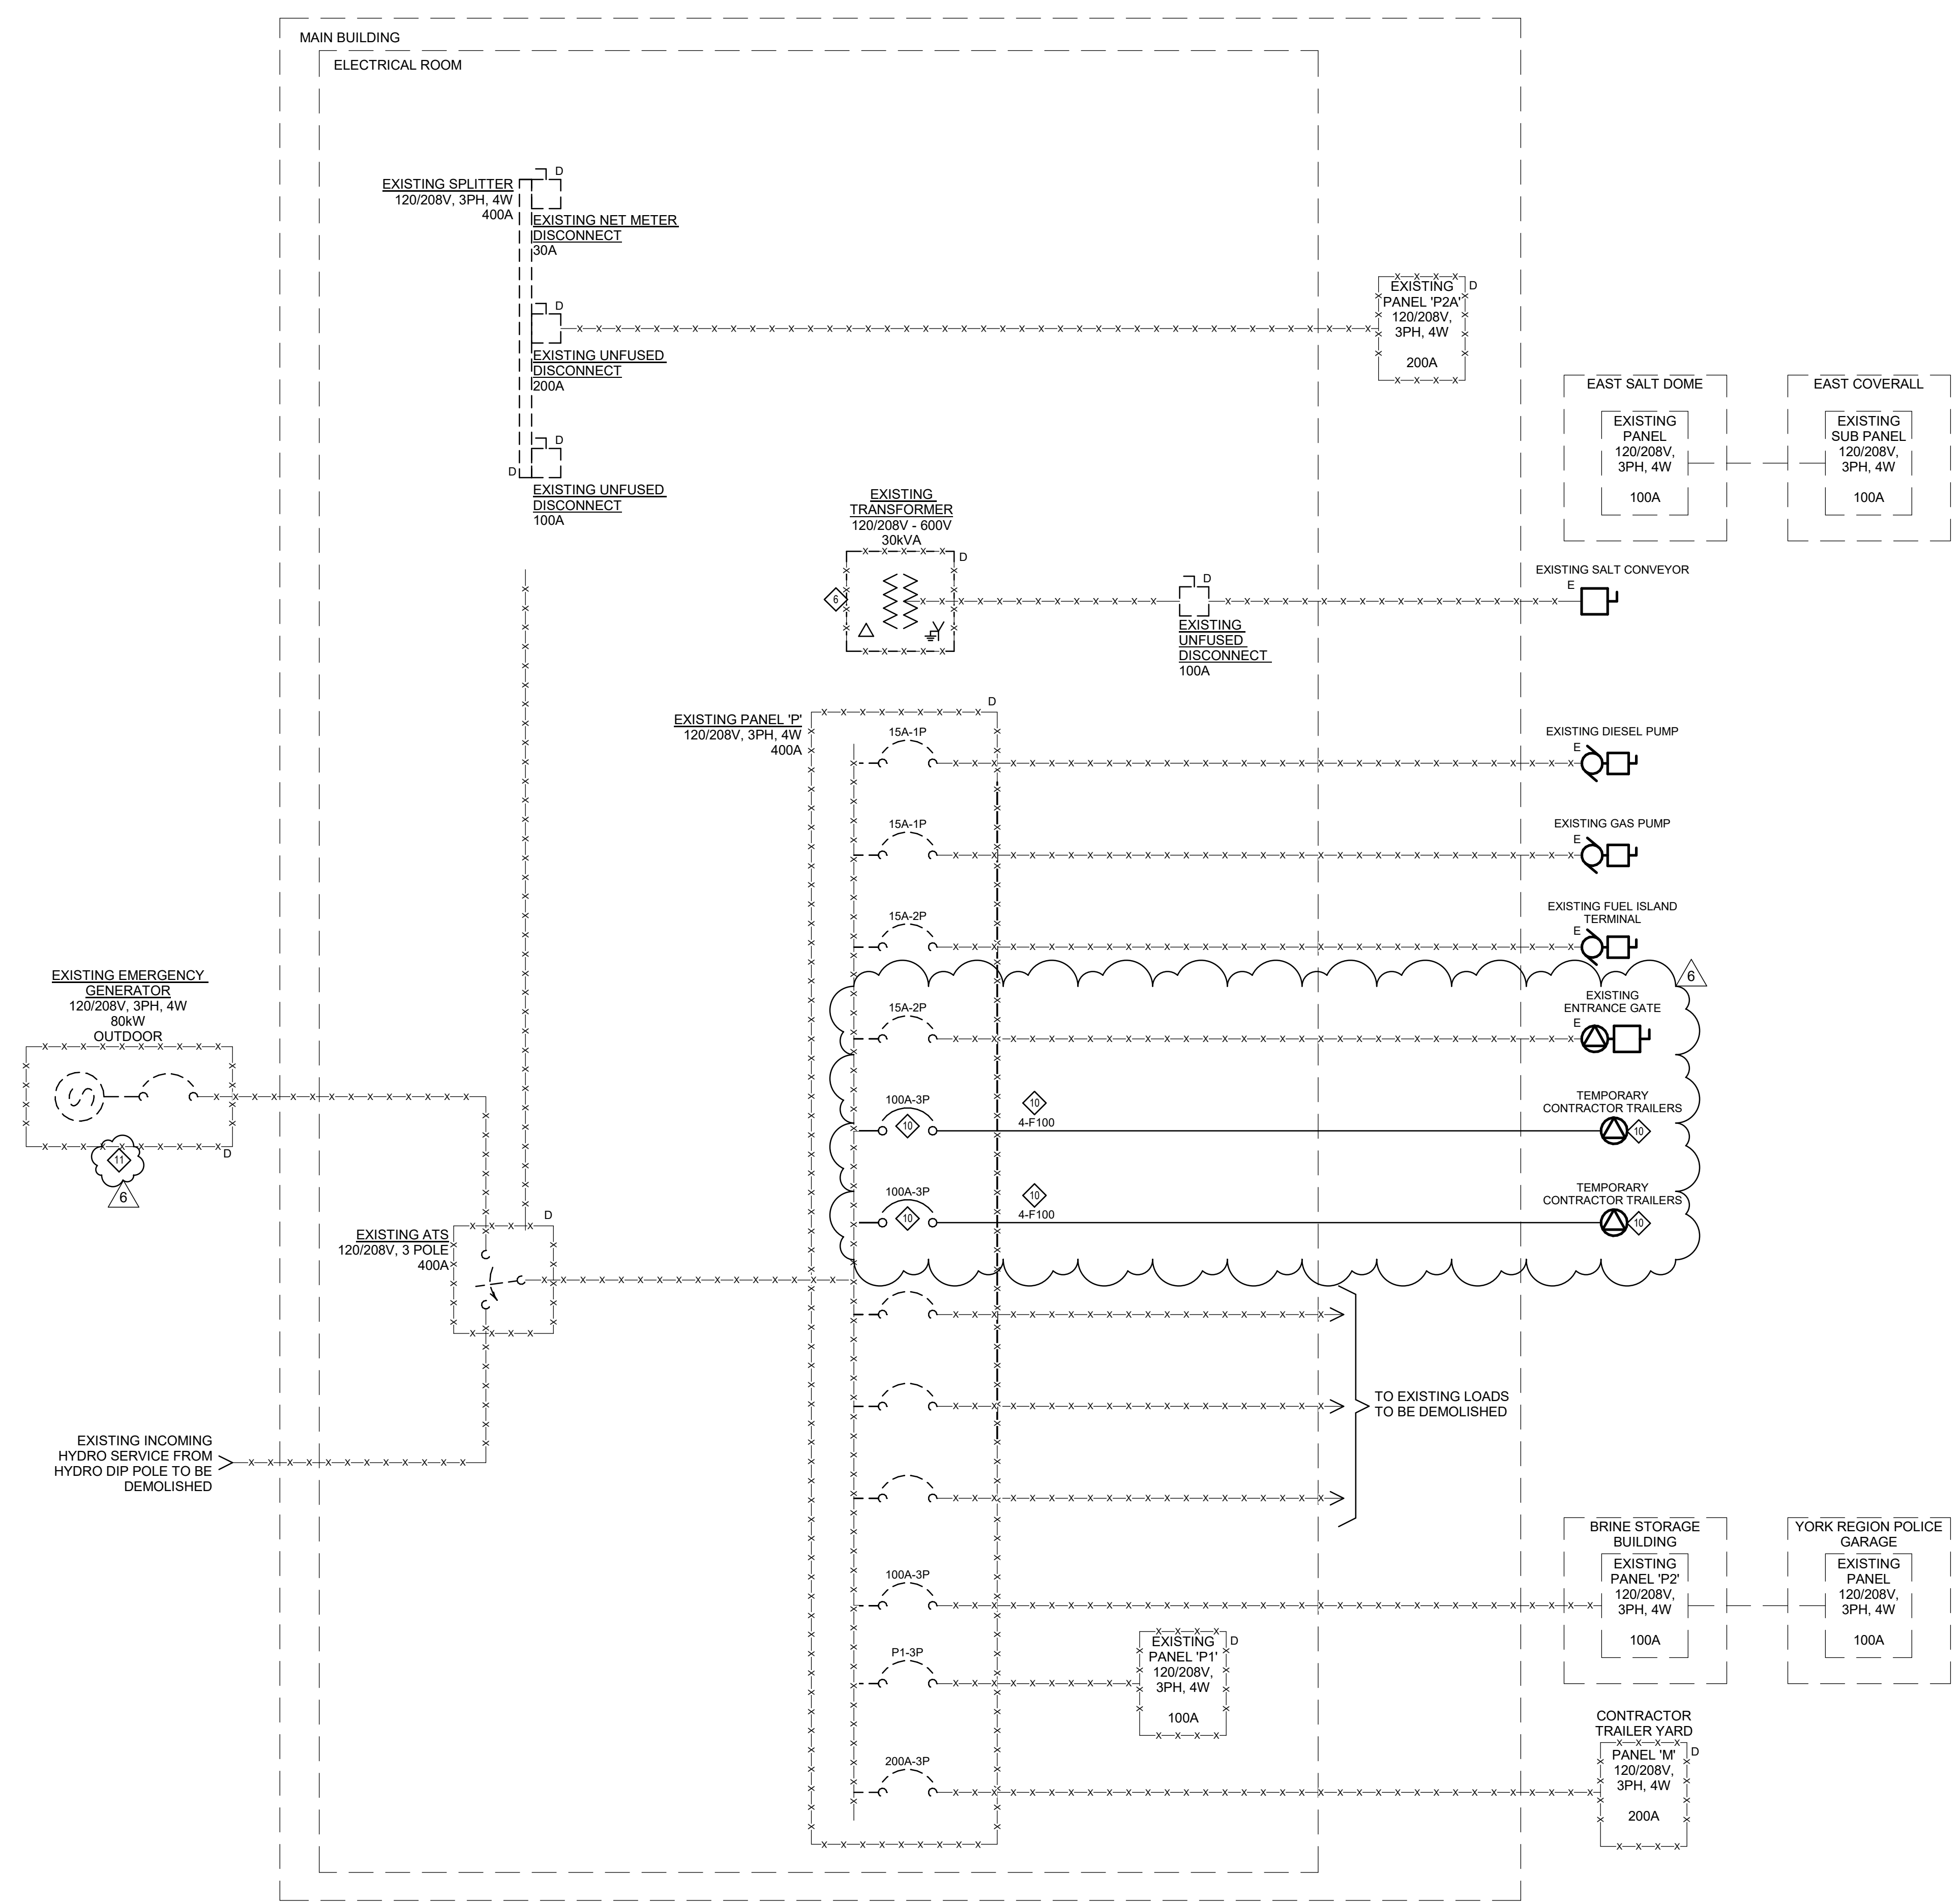 MAIN BUILDING
ELECTRICAL ROOM
D
EXISTING SPLITTER
120/208V, 3PH, 4W
400A
EXISTING NET METER
DISCONNECT
30A
D
EXISTING UNFUSED
DISCONNECT
200A
D
D
EXISTING UNFUSED
DISCONNECT
100A
EXISTING
PANEL 'P2A'
120/208V,
3PH, 4W
200A
D
EAST SALT DOME
EXISTING
PANEL
120/208V,
3PH, 4W
100A
EAST COVERALL
EXISTING
SUB PANEL
120/208V,
3PH, 4W
100A
EXISTING
TRANSFORMER
120/208V - 600V
30kVA
D
6
D
EXISTING
UNFUSED
DISCONNECT
100A
EXISTING SALT CONVEYOR
E
EXISTING PANEL 'P'
120/208V, 3PH, 4W
400A
D
15A-1P
EXISTING DIESEL PUMP
E
15A-1P
EXISTING GAS PUMP
E
15A-2P
EXISTING FUEL ISLAND
TERMINAL
E
6
15A-2P
EXISTING
ENTRANCE GATE
E
100A-3P
10
10
4-F100
TEMPORARY
CONTRACTOR TRAILERS
10
100A-3P
10
10
4-F100
TEMPORARY
CONTRACTOR TRAILERS
10
EXISTING EMERGENCY
GENERATOR
120/208V, 3PH, 4W
80kW
OUTDOOR
D
11
6
EXISTING ATS
120/208V, 3 POLE
400A
D
TO EXISTING LOADS
TO BE DEMOLISHED
EXISTING INCOMING
HYDRO SERVICE FROM
HYDRO DIP POLE TO BE
DEMOLISHED
100A-3P
BRINE STORAGE
BUILDING
EXISTING
PANEL 'P2'
120/208V,
3PH, 4W
100A
YORK REGION POLICE
GARAGE
EXISTING
PANEL
120/208V,
3PH, 4W
100A
P1-3P
EXISTING
PANEL 'P1'
120/208V,
3PH, 4W
100A
D
200A-3P
CONTRACTOR
TRAILER YARD
PANEL 'M'
120/208V,
3PH, 4W
200A
D